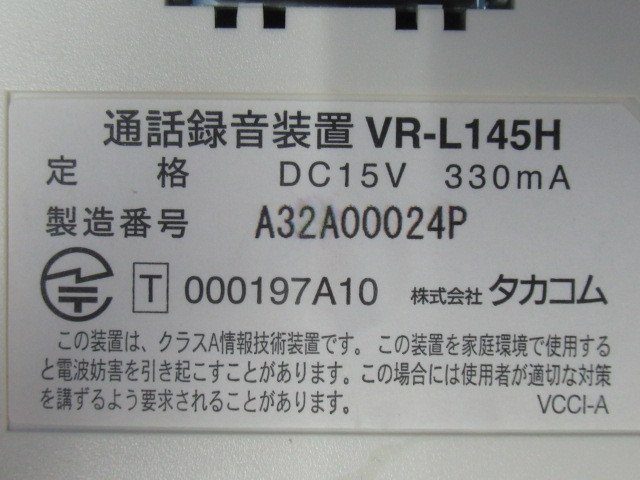 通話録音装置 VR-L145H
定格 DC15V 330mA
製造番号 A32A00024P
T 000197A10 株式会社 タカコム
この装置は、クラスA情報技術装置です。この装置を家庭環境で使用する
と電波妨害を引き起こすことがあります。この場合には使用者が適切な対策
を講ずるよう要求されることがあります。 VCCI-A